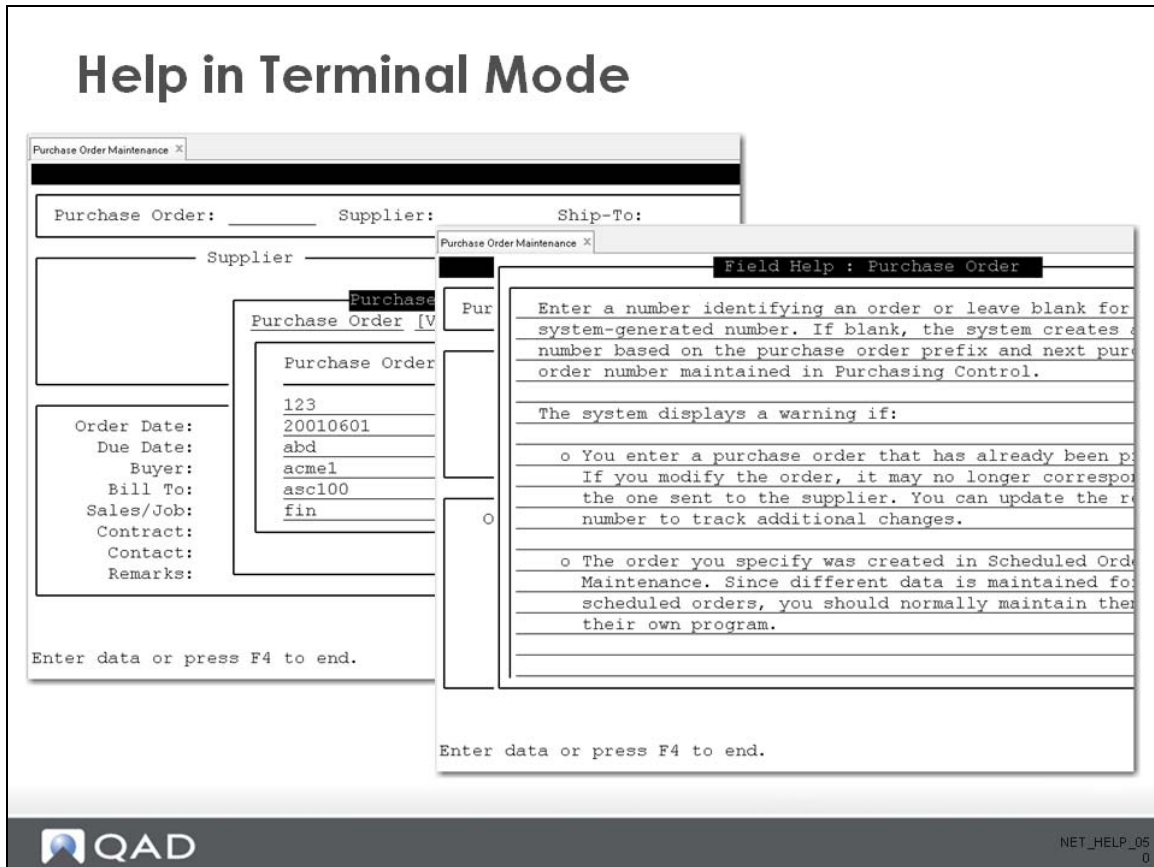 Help in Terminal Mode
Purchase Order Maintenance X
Purchase Order: ________ Supplier: Ship-To:
Supplier
Purchase
Purchase Order [V
Purchase Order
123
20010601
abd
acme1
asc100
fin
Order Date:
Due Date:
Buyer:
Bill To:
Sales/Job:
Contract:
Contact:
Remarks:
Enter data or press F4 to end.
Purchase Order Maintenance X
Field Help : Purchase Order
Pur
O
Enter a number identifying an order or leave blank for
system-generated number. If blank, the system creates
number based on the purchase order prefix and next pur
order number maintained in Purchasing Control.
The system displays a warning if:
o You enter a purchase order that has already been p
If you modify the order, it may no longer correspo
the one sent to the supplier. You can update the r
number to track additional changes.
o The order you specify was created in Scheduled Ord
Maintenance. Since different data is maintained fo
scheduled orders, you should normally maintain the
their own program.
Enter data or press F4 to end.
QAD
NET_HELP_05
0